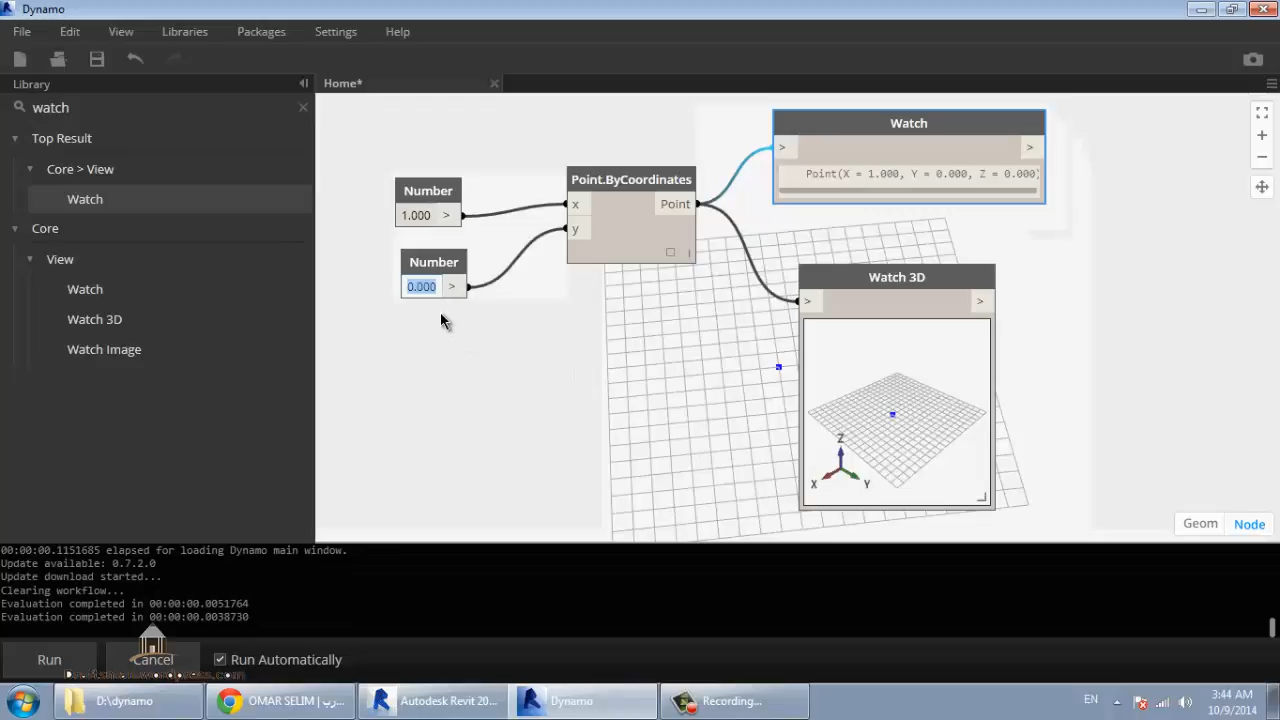 Dynamo
File Edit View Libraries Packages Settings Help
Library
Home*
watch
Top Result
Core > View
Watch
Core
View
Watch
Watch 3D
Watch Image
Number
1.000 >
Number
0.000 >
Point.ByCoordinates
x Point
y
Watch
> >
Point(X = 1.000, Y = 0.000, Z = 0.000)
Watch 3D
> >
Z
X Y
Geom Node
00:00:00.1151685 elapsed for loading Dynamo main window.
Update available: 0.7.2.0
Update download started...
Clearing workflow...
Evaluation completed in 00:00:00.0051764
Evaluation completed in 00:00:00.0038730
Run Cancel Run Automatically
D:\dynamo
OMAR SELIM |
Autodesk Revit 20...
Dynamo
Recording...
EN
3:44 AM
10/9/2014